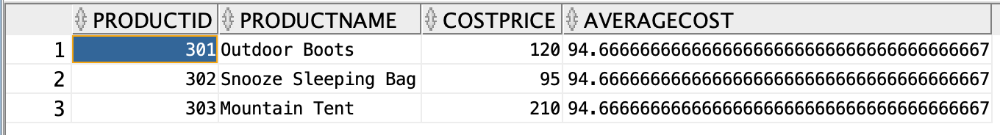 PRODUCTID PRODUCTNAME COSTPRICE AVERAGECOST
1 301 Outdoor Boots 120 94.66666666666666666666666666666666666667
2 302 Snooze Sleeping Bag 95 94.66666666666666666666666666666666666667
3 303 Mountain Tent 210 94.66666666666666666666666666666666666667